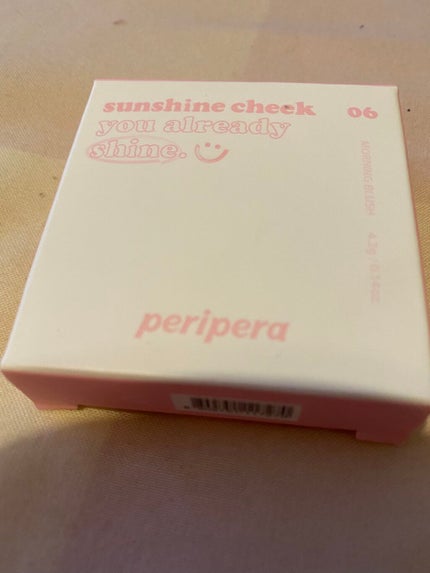 sunshine cheek 06
you already
shine.
MORNING BLUSH 4.2g / 0.14oz.
peripera